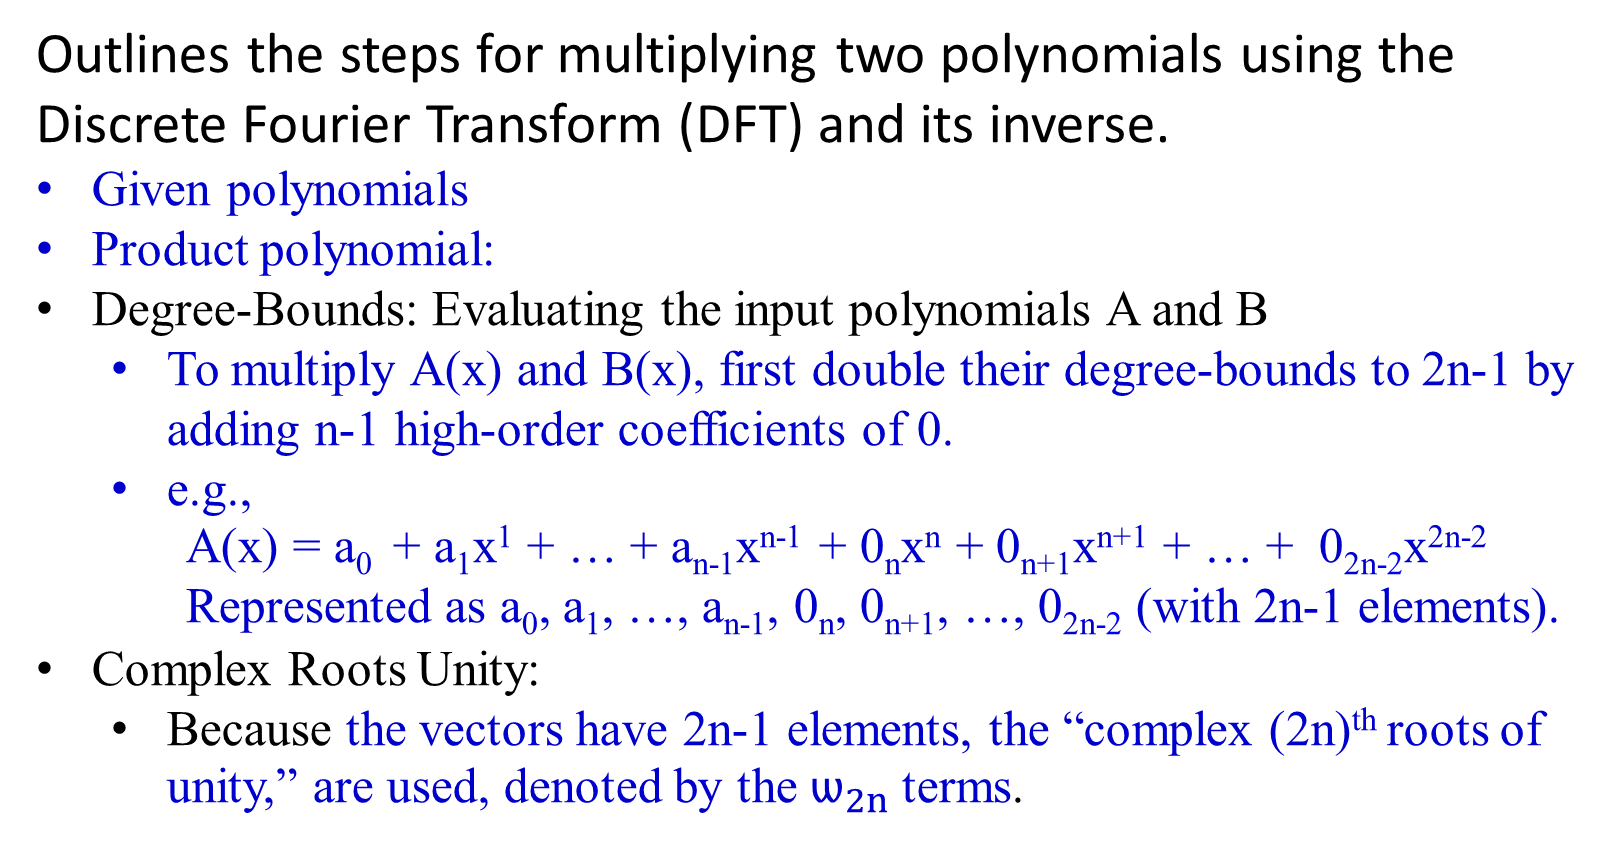 Outlines the steps for multiplying two polynomials using the
Discrete Fourier Transform (DFT) and its inverse.
• Given polynomials
• Product polynomial:
• Degree-Bounds: Evaluating the input polynomials A and B
• To multiply A(x) and B(x), first double their degree-bounds to 2n-1 by
adding n-1 high-order coefficients of 0.
• e.g.,
A(x) = a₀ + a₁x¹ + … + aₙ₋₁xⁿ⁻¹ + 0ₙxⁿ + 0ₙ₊₁xⁿ⁺¹ + … + 0₂ₙ₋₂x²ⁿ⁻²
Represented as a₀, a₁, …, aₙ₋₁, 0ₙ, 0ₙ₊₁, …, 0₂ₙ₋₂ (with 2n-1 elements).
• Complex Roots Unity:
• Because the vectors have 2n-1 elements, the “complex (2n)ᵗʰ roots of
unity,” are used, denoted by the ω₂ₙ terms.